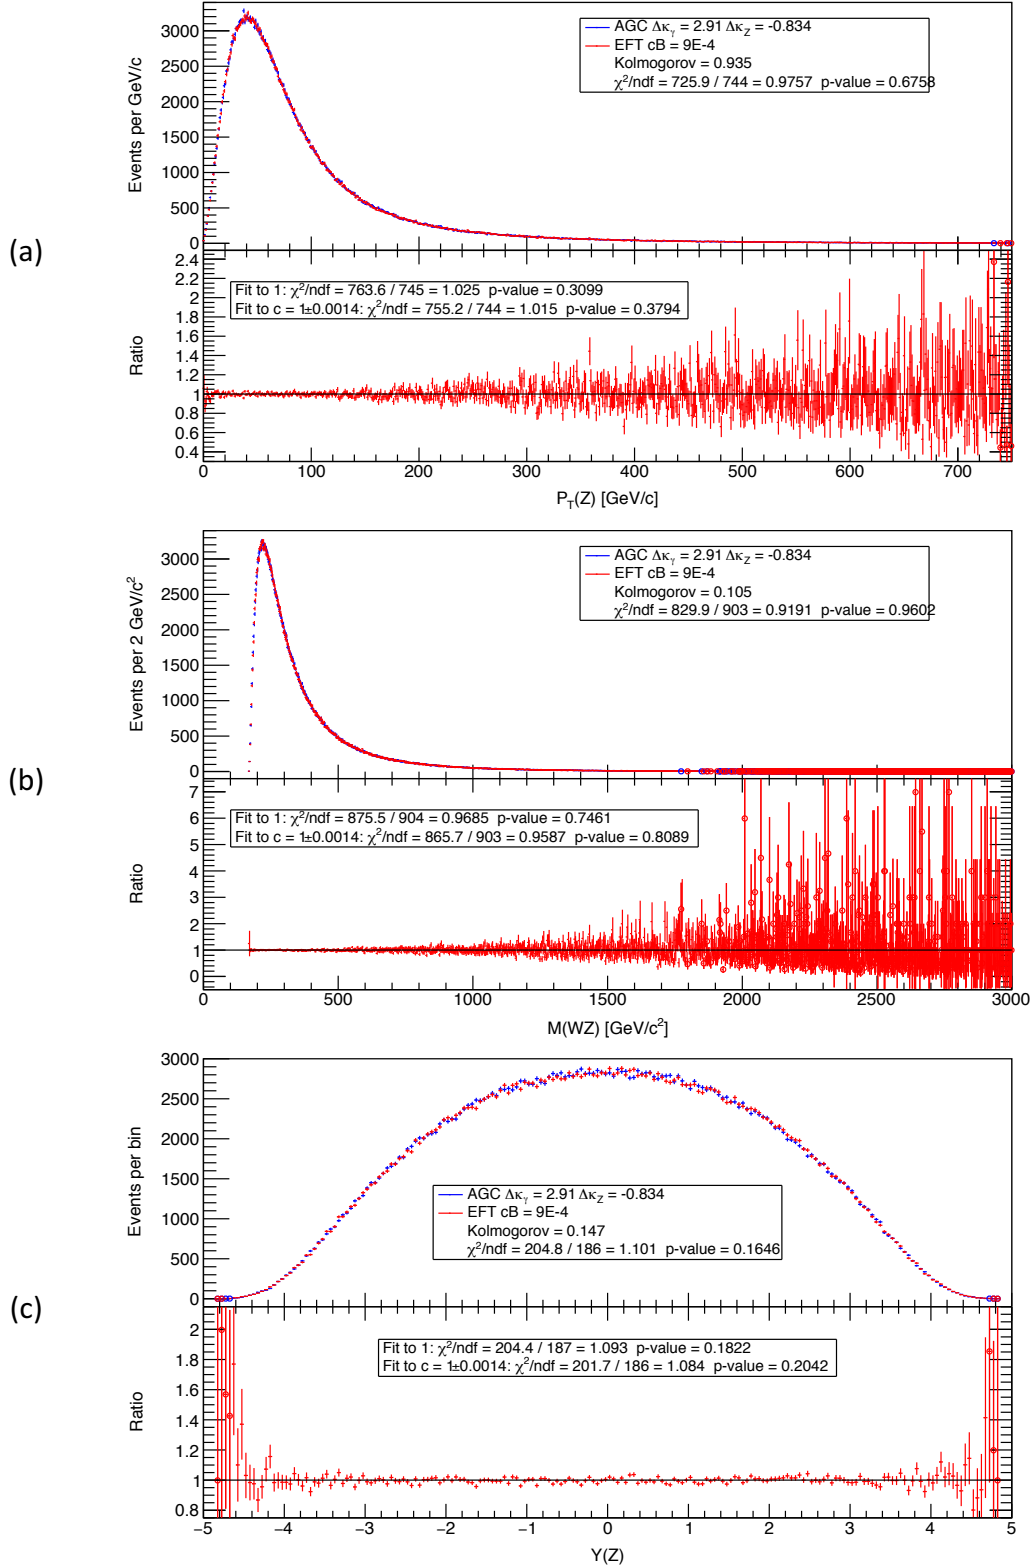 (a)
Events per GeV/c
3000
2500
2000
1500
1000
500
0
AGC Δκγ = 2.91 ΔκZ = -0.834
EFT cB = 9E-4
Kolmogorov = 0.935
χ²/ndf = 725.9 / 744 = 0.9757 p-value = 0.6758
Ratio
2.4
2.2
2
1.8
1.6
1.4
1.2
1
0.8
0.6
0.4
Fit to 1: χ²/ndf = 763.6 / 745 = 1.025 p-value = 0.3099
Fit to c = 1±0.0014: χ²/ndf = 755.2 / 744 = 1.015 p-value = 0.3794
0 100 200 300 400 500 600 700
PT(Z) [GeV/c]
(b)
Events per 2 GeV/c²
3000
2500
2000
1500
1000
500
0
AGC Δκγ = 2.91 ΔκZ = -0.834
EFT cB = 9E-4
Kolmogorov = 0.105
χ²/ndf = 829.9 / 903 = 0.9191 p-value = 0.9602
Ratio
7
6
5
4
3
2
1
0
Fit to 1: χ²/ndf = 875.5 / 904 = 0.9685 p-value = 0.7461
Fit to c = 1±0.0014: χ²/ndf = 865.7 / 903 = 0.9587 p-value = 0.8089
0 500 1000 1500 2000 2500 3000
M(WZ) [GeV/c²]
(c)
Events per bin
3000
2500
2000
1500
1000
500
0
AGC Δκγ = 2.91 ΔκZ = -0.834
EFT cB = 9E-4
Kolmogorov = 0.147
χ²/ndf = 204.8 / 186 = 1.101 p-value = 0.1646
Ratio
2
1.8
1.6
1.4
1.2
1
0.8
Fit to 1: χ²/ndf = 204.4 / 187 = 1.093 p-value = 0.1822
Fit to c = 1±0.0014: χ²/ndf = 201.7 / 186 = 1.084 p-value = 0.2042
−5 −4 −3 −2 −1 0 1 2 3 4 5
Y(Z)